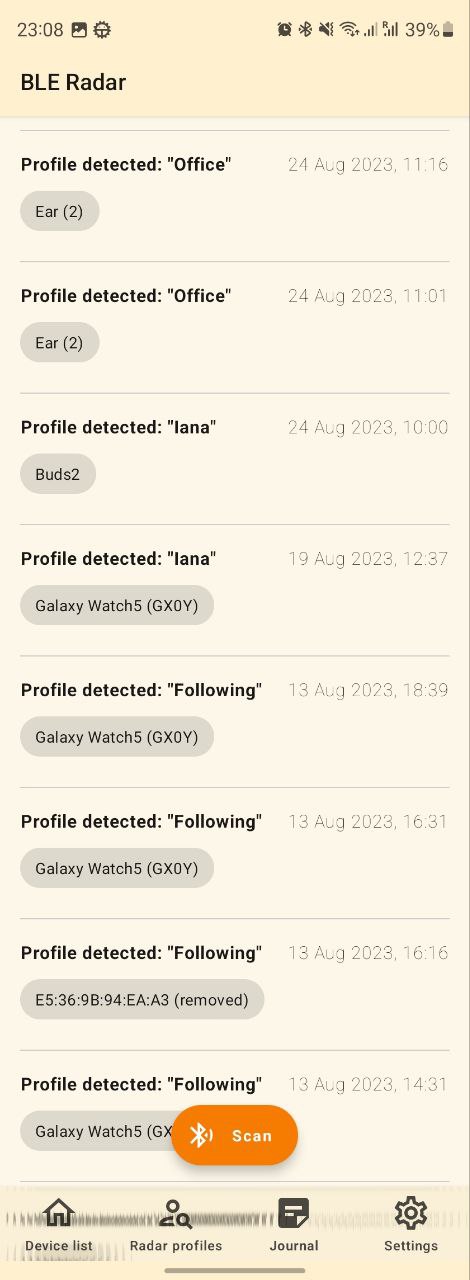 23:08 39%
BLE Radar
Profile detected: "Office" 24 Aug 2023, 11:16
Ear (2)
Profile detected: "Office" 24 Aug 2023, 11:01
Ear (2)
Profile detected: "Iana" 24 Aug 2023, 10:00
Buds2
Profile detected: "Iana" 19 Aug 2023, 12:37
Galaxy Watch5 (GX0Y)
Profile detected: "Following" 13 Aug 2023, 18:39
Galaxy Watch5 (GX0Y)
Profile detected: "Following" 13 Aug 2023, 16:31
Galaxy Watch5 (GX0Y)
Profile detected: "Following" 13 Aug 2023, 16:16
E5:36:9B:94:EA:A3 (removed)
Profile detected: "Following" 13 Aug 2023, 14:31
Galaxy Watch5 (GX
Scan
Device list Radar profiles Journal Settings